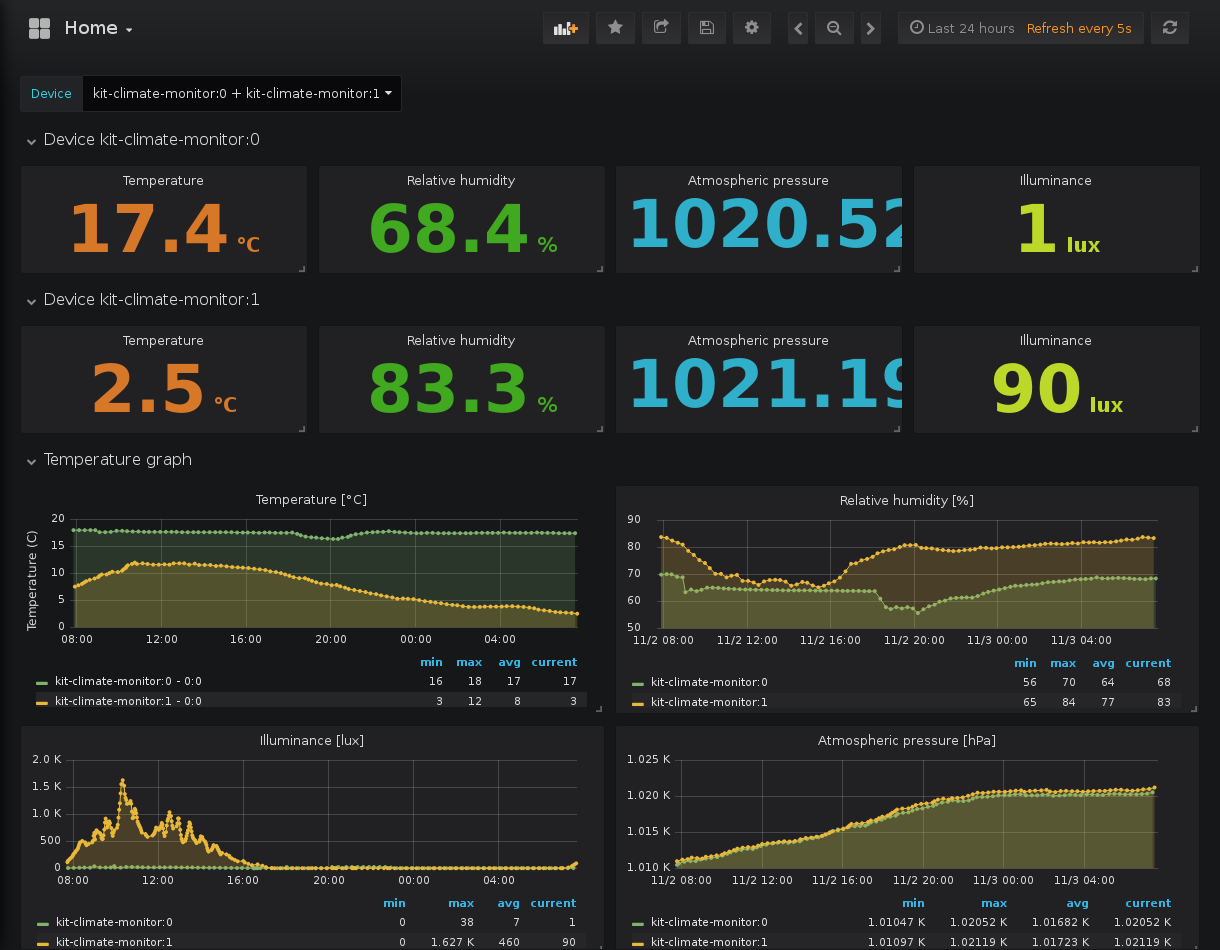 Home
Last 24 hours Refresh every 5s
Device kit-climate-monitor:0 + kit-climate-monitor:1
Device kit-climate-monitor:0
Temperature Relative humidity Atmospheric pressure Illuminance
17.4 °C 68.4 % 1020.52 1 lux
Device kit-climate-monitor:1
Temperature Relative humidity Atmospheric pressure Illuminance
2.5 °C 83.3 % 1021.19 90 lux
Temperature graph
Temperature [°C]
Temperature (C)
20
15
10
5
0
08:00 12:00 16:00 20:00 00:00 04:00
min max avg current
kit-climate-monitor:0 - 0:0 16 18 17 17
kit-climate-monitor:1 - 0:0 3 12 8 3
Relative humidity [%]
90
80
70
60
50
11/2 08:00 11/2 12:00 11/2 16:00 11/2 20:00 11/3 00:00 11/3 04:00
min max avg current
kit-climate-monitor:0 56 70 64 68
kit-climate-monitor:1 65 84 77 83
Illuminance [lux]
2.0 K
1.5 K
1.0 K
500
0
08:00 12:00 16:00 20:00 00:00 04:00
min max avg current
kit-climate-monitor:0 0 38 7 1
kit-climate-monitor:1 0 1.627 K 460 90
Atmospheric pressure [hPa]
1.025 K
1.020 K
1.015 K
1.010 K
11/2 08:00 11/2 12:00 11/2 16:00 11/2 20:00 11/3 00:00 11/3 04:00
min max avg current
kit-climate-monitor:0 1.01047 K 1.02052 K 1.01682 K 1.02052 K
kit-climate-monitor:1 1.01097 K 1.02119 K 1.01723 K 1.02119 K